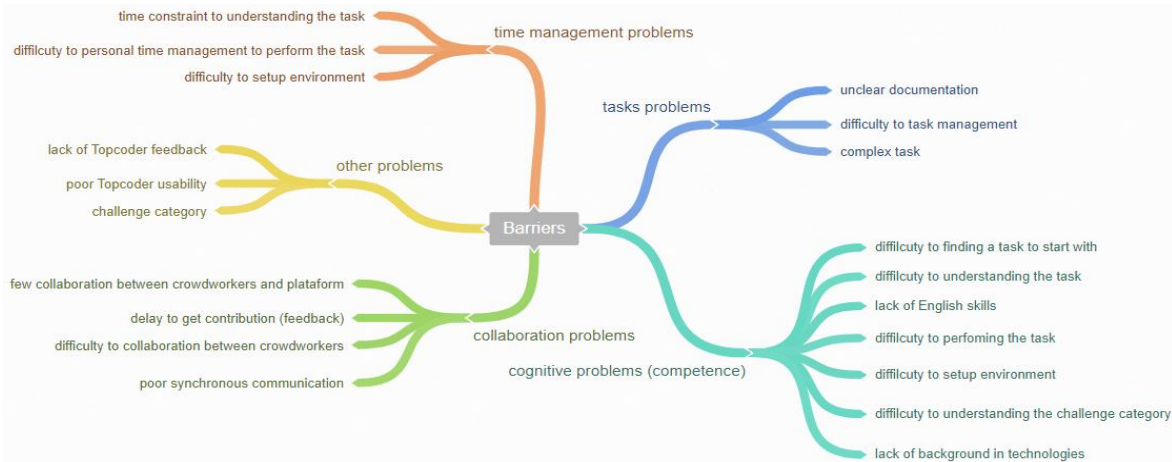 time constraint to understanding the task
time management problems
diffilcuty to personal time management to perform the task
difficulty to setup environment
tasks problems
unclear documentation
difficulty to task management
complex task
lack of Topcoder feedback
other problems
poor Topcoder usability
challenge category
Barriers
few collaboration between crowdworkers and plataform
delay to get contribution (feedback)
collaboration problems
difficulty to collaboration between crowdworkers
poor synchronous communication
cognitive problems (competence)
diffilcuty to finding a task to start with
diffilcuty to understanding the task
lack of English skills
diffilcuty to perfoming the task
diffilcuty to setup environment
diffilcuty to understanding the challenge category
lack of background in technologies